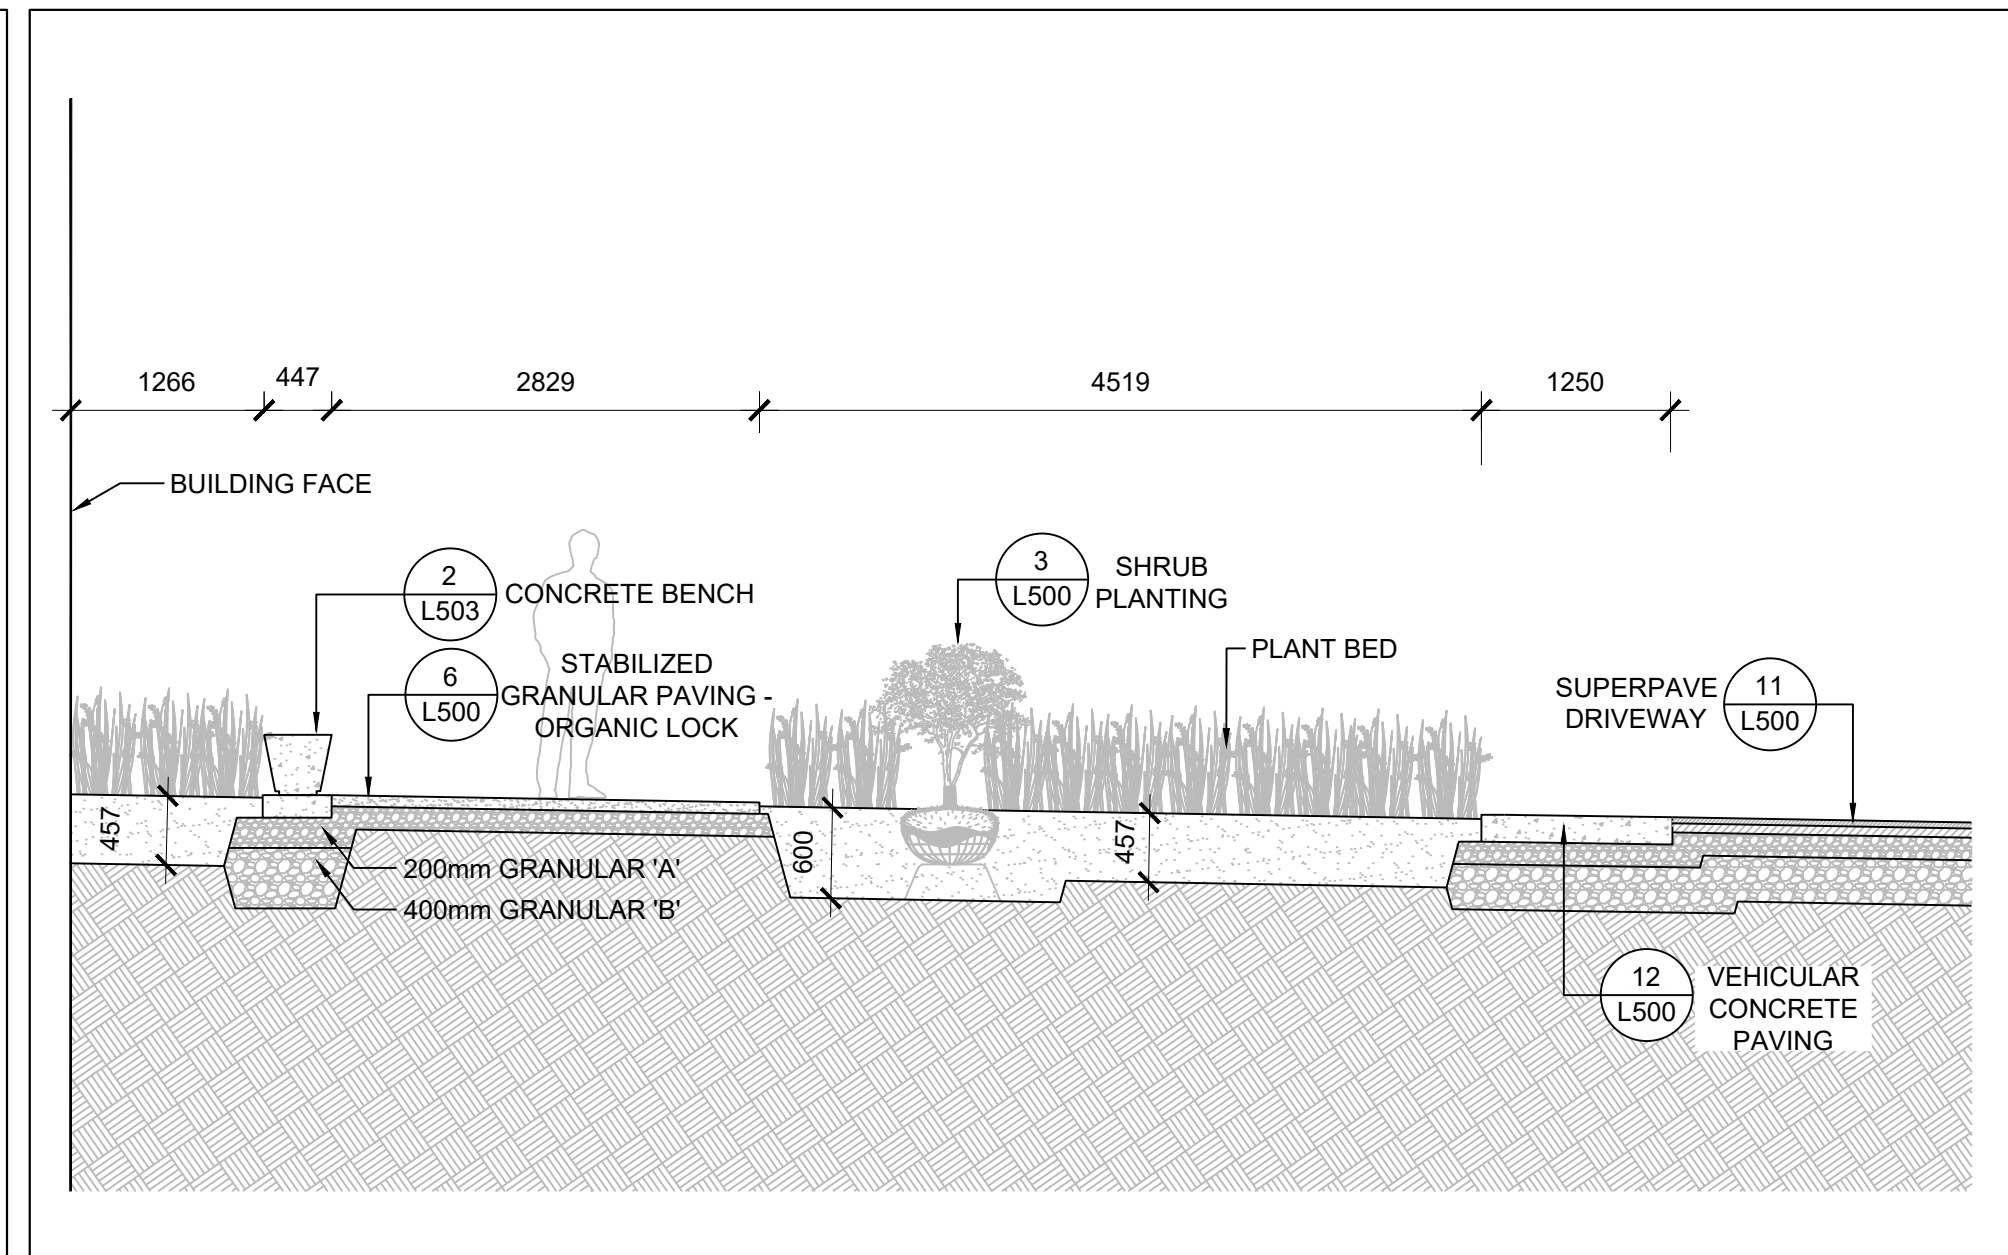 1266
447
2829
4519
1250
BUILDING FACE
2
L503
CONCRETE BENCH
3
L500
SHRUB
PLANTING
6
L500
STABILIZED
GRANULAR PAVING -
ORGANIC LOCK
PLANT BED
SUPERPAVE
DRIVEWAY
11
L500
457
600
457
200mm GRANULAR 'A'
400mm GRANULAR 'B'
12
L500
VEHICULAR
CONCRETE
PAVING